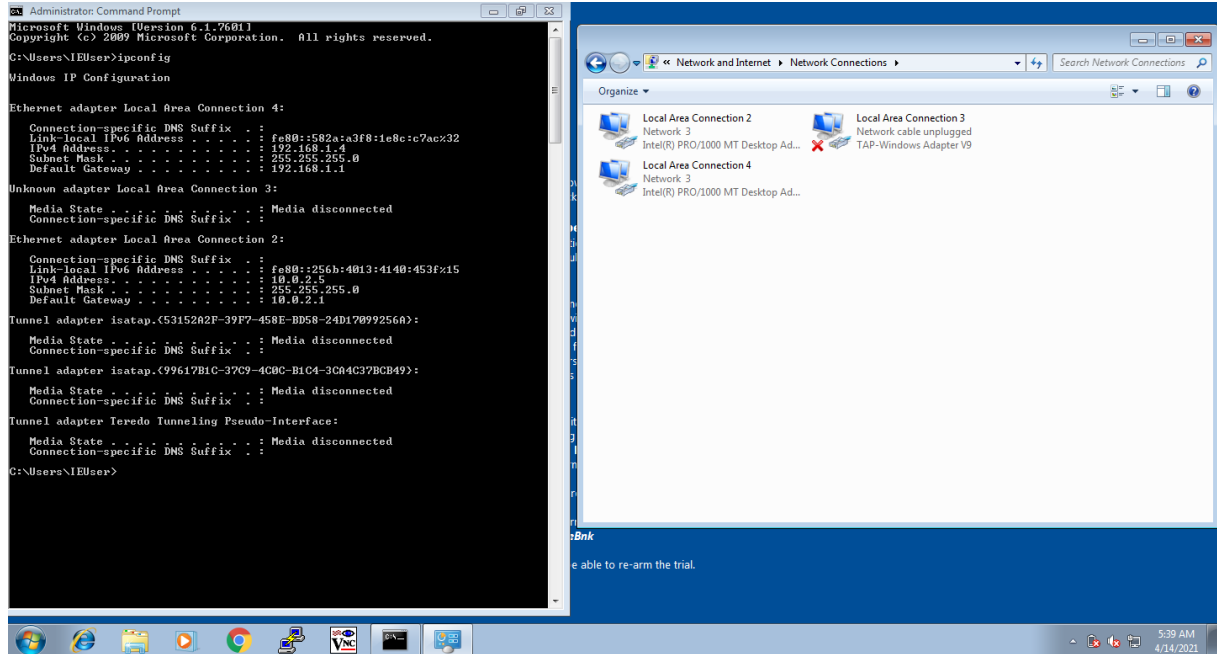 Administrator: Command Prompt
Microsoft Windows [Version 6.1.7601]
Copyright (c) 2009 Microsoft Corporation.  All rights reserved.
C:\Users\IEUser>ipconfig
Windows IP Configuration
Ethernet adapter Local Area Connection 4:
   Connection-specific DNS Suffix  . :
   Link-local IPv6 Address . . . . . : fe80::582a:a3f8:1e8c:c7ac%32
   IPv4 Address. . . . . . . . . . . : 192.168.1.4
   Subnet Mask . . . . . . . . . . . : 255.255.255.0
   Default Gateway . . . . . . . . . : 192.168.1.1
Unknown adapter Local Area Connection 3:
   Media State . . . . . . . . . . . : Media disconnected
   Connection-specific DNS Suffix  . :
Ethernet adapter Local Area Connection 2:
   Connection-specific DNS Suffix  . :
   Link-local IPv6 Address . . . . . : fe80::256b:4013:4140:453f%15
   IPv4 Address. . . . . . . . . . . : 10.0.2.5
   Subnet Mask . . . . . . . . . . . : 255.255.255.0
   Default Gateway . . . . . . . . . : 10.0.2.1
Tunnel adapter isatap.{53152A2F-39F7-458E-BD58-24D17099256A}:
   Media State . . . . . . . . . . . : Media disconnected
   Connection-specific DNS Suffix  . :
Tunnel adapter isatap.{99617B1C-37C9-4C0C-B1C4-3CA4C37BCB49}:
   Media State . . . . . . . . . . . : Media disconnected
   Connection-specific DNS Suffix  . :
Tunnel adapter Teredo Tunneling Pseudo-Interface:
   Media State . . . . . . . . . . . : Media disconnected
   Connection-specific DNS Suffix  . :
C:\Users\IEUser>
« Network and Internet ▸ Network Connections ▸
Search Network Connections
Organize
Local Area Connection 2
Network 3
Intel(R) PRO/1000 MT Desktop Ad...
Local Area Connection 3
Network cable unplugged
TAP-Windows Adapter V9
Local Area Connection 4
Network 3
Intel(R) PRO/1000 MT Desktop Ad...
e able to re-arm the trial.
VNC
5:39 AM
4/14/2021